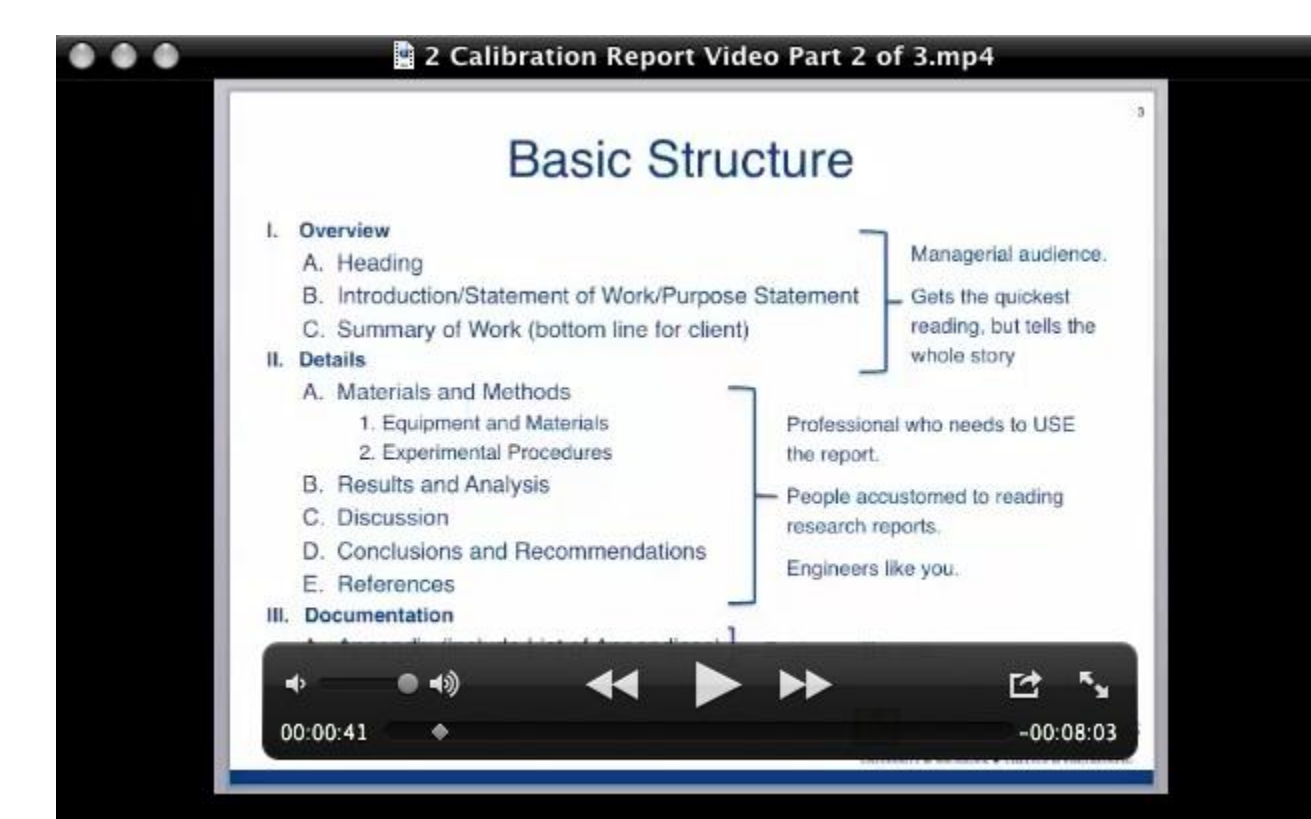 2 Calibration Report Video Part 2 of 3.mp4
3
Basic Structure
I. Overview
A. Heading
B. Introduction/Statement of Work/Purpose Statement
C. Summary of Work (bottom line for client)
Managerial audience.
Gets the quickest
reading, but tells the
whole story
II. Details
A. Materials and Methods
1. Equipment and Materials
2. Experimental Procedures
B. Results and Analysis
C. Discussion
D. Conclusions and Recommendations
E. References
Professional who needs to USE
the report.
People accustomed to reading
research reports.
Engineers like you.
III. Documentation
00:00:41
-00:08:03